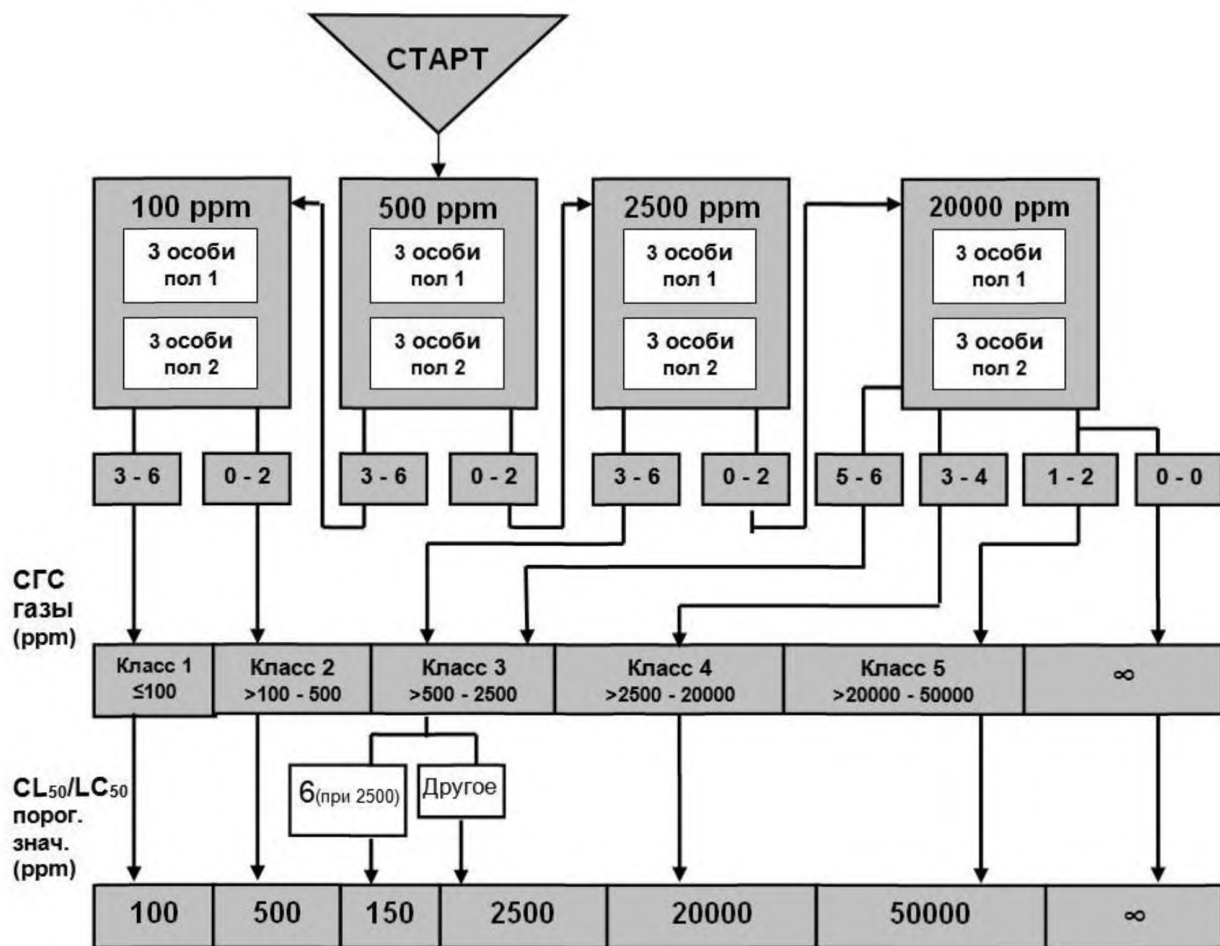 СТАРТ
100 ppm
3 особи
пол 1
3 особи
пол 2
500 ppm
3 особи
пол 1
3 особи
пол 2
2500 ppm
3 особи
пол 1
3 особи
пол 2
20000 ppm
3 особи
пол 1
3 особи
пол 2
3 - 6
0 - 2
3 - 6
0 - 2
3 - 6
0 - 2
5 - 6
3 - 4
1 - 2
0 - 0
СГС
газы
(ppm)
Класс 1
≤100
Класс 2
>100 - 500
Класс 3
>500 - 2500
Класс 4
>2500 - 20000
Класс 5
>20000 - 50000
∞
6(при 2500)
Другое
CL50/LC50
порог.
знач.
(ppm)
100
500
150
2500
20000
50000
∞